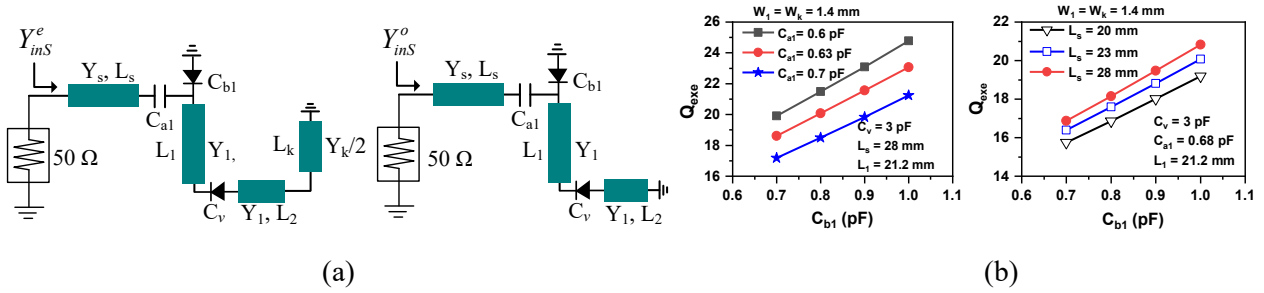 Y^e_inS
Y_s, L_s
C_b1
C_a1
50 Ω
L_1
Y_1,
L_k
Y_k/2
C_v
Y_1, L_2
Y^o_inS
Y_s, L_s
C_b1
C_a1
50 Ω
L_1
Y_1
C_v
Y_1, L_2
(a)
W_1 = W_k = 1.4 mm
C_a1 = 0.6 pF
C_a1 = 0.63 pF
C_a1 = 0.7 pF
C_v = 3 pF
L_s = 28 mm
L_1 = 21.2 mm
Q_exe
26
24
22
20
18
16
0.6 0.7 0.8 0.9 1.0 1.1
C_b1 (pF)
W_1 = W_k = 1.4 mm
L_s = 20 mm
L_s = 23 mm
L_s = 28 mm
C_v = 3 pF
C_a1 = 0.68 pF
L_1 = 21.2 mm
Q_exe
26
24
22
20
18
16
14
0.6 0.7 0.8 0.9 1.0 1.1
C_b1 (pF)
(b)